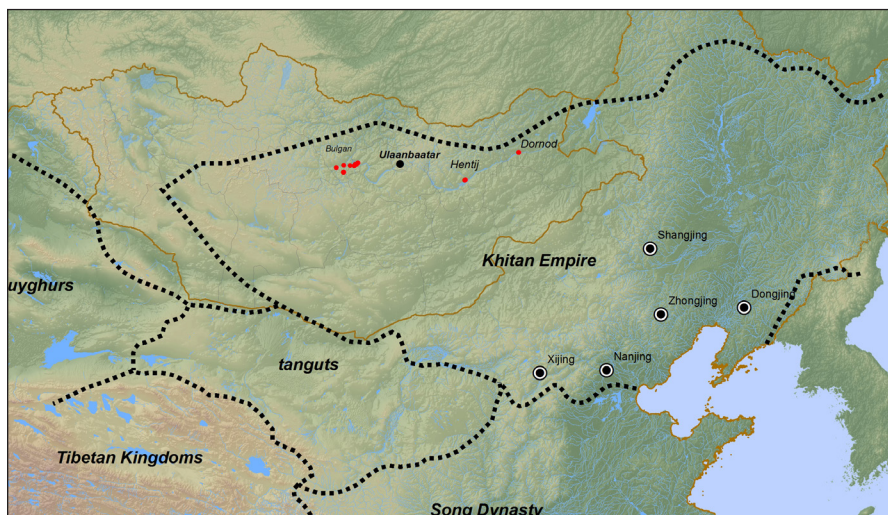 Bulgan
Ulaanbaatar
Dornod
Hentij
Shangjing
Khitan Empire
uyghurs
Zhongjing
Dongjing
tanguts
Xijing
Nanjing
Tibetan Kingdoms
Song Dynasty